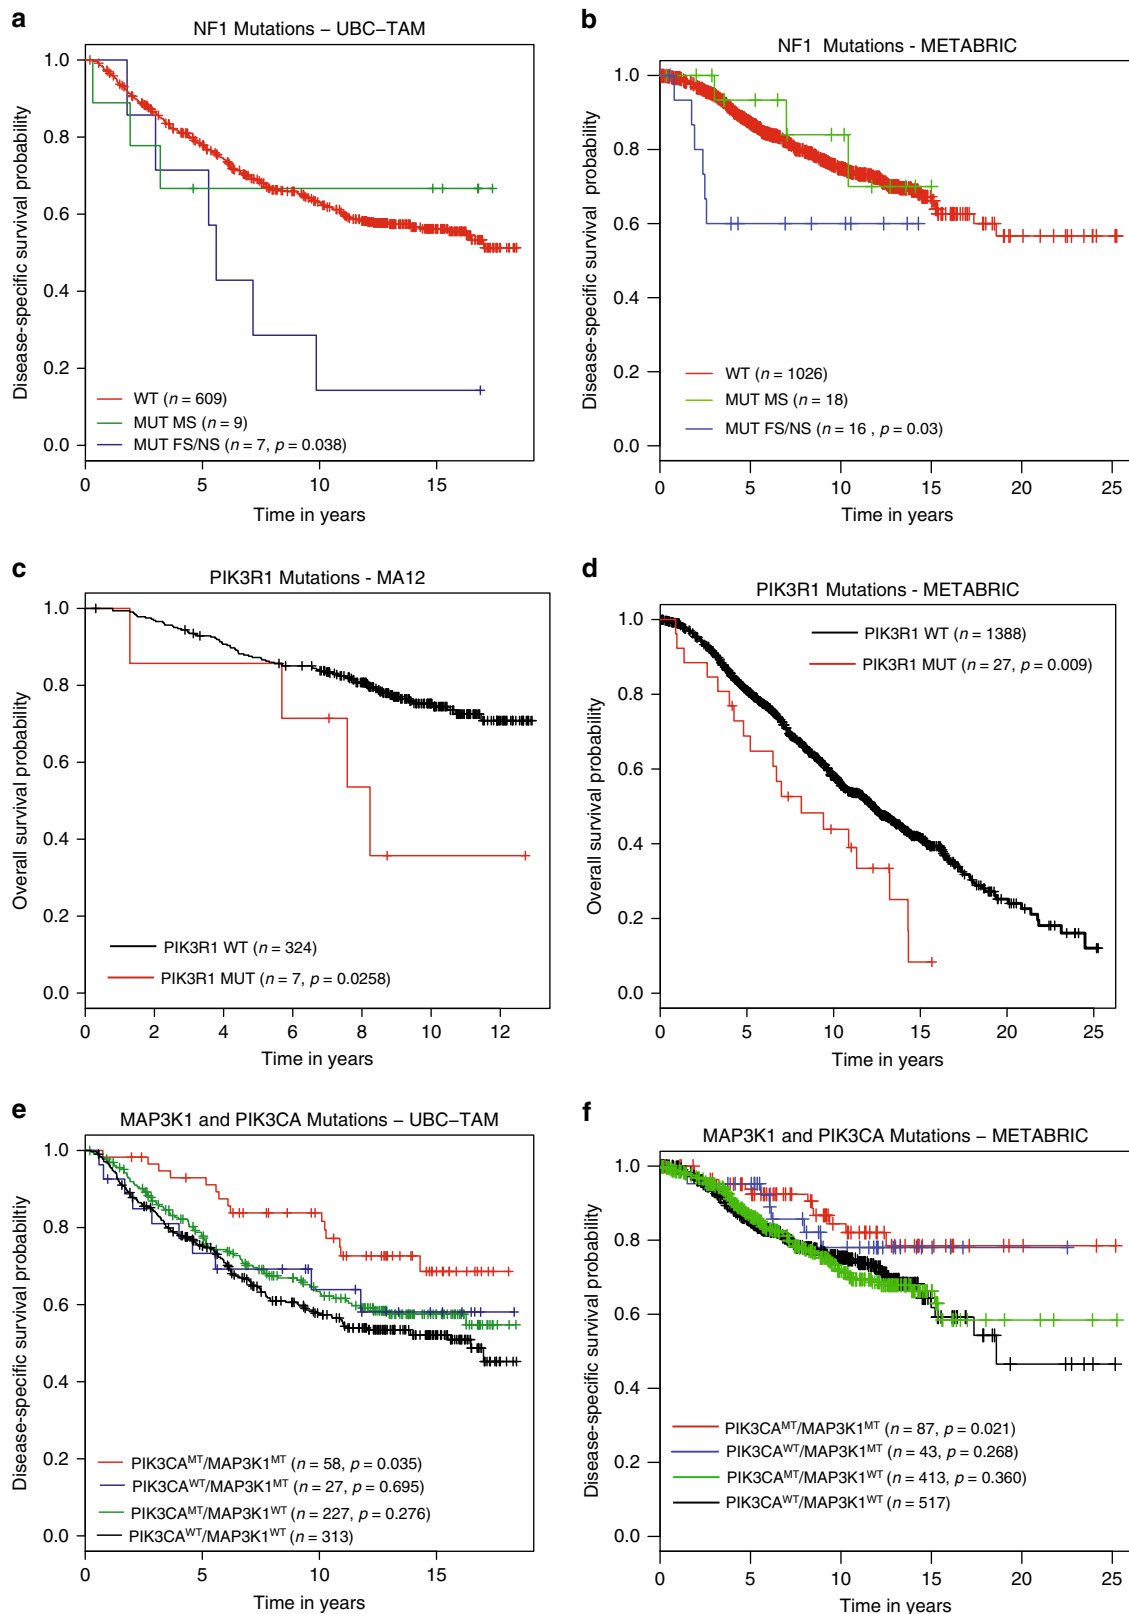 a
NF1 Mutations – UBC–TAM
Disease-specific survival probability
1.0
0.8
0.6
0.4
0.2
0.0
WT (n = 609)
MUT MS (n = 9)
MUT FS/NS (n = 7, p = 0.038)
0 5 10 15
Time in years
b
NF1 Mutations - METABRIC
Disease-specific survival probability
1.0
0.8
0.6
0.4
0.2
0.0
WT (n = 1026)
MUT MS (n = 18)
MUT FS/NS (n = 16 , p = 0.03)
0 5 10 15 20 25
Time in years
c
PIK3R1 Mutations - MA12
Overall survival probability
1.0
0.8
0.6
0.4
0.2
0.0
PIK3R1 WT (n = 324)
PIK3R1 MUT (n = 7, p = 0.0258)
0 2 4 6 8 10 12
Time in years
d
PIK3R1 Mutations - METABRIC
Overall survival probability
1.0
0.8
0.6
0.4
0.2
0.0
PIK3R1 WT (n = 1388)
PIK3R1 MUT (n = 27, p = 0.009)
0 5 10 15 20 25
Time in years
e
MAP3K1 and PIK3CA Mutations – UBC–TAM
Disease-specific survival probability
1.0
0.8
0.6
0.4
0.2
0.0
PIK3CA^MT/MAP3K1^MT (n = 58, p = 0.035)
PIK3CA^WT/MAP3K1^MT (n = 27, p = 0.695)
PIK3CA^MT/MAP3K1^WT (n = 227, p = 0.276)
PIK3CA^WT/MAP3K1^WT (n = 313)
0 5 10 15
Time in years
f
MAP3K1 and PIK3CA Mutations – METABRIC
Disease-specific survival probability
1.0
0.8
0.6
0.4
0.2
0.0
PIK3CA^MT/MAP3K1^MT (n = 87, p = 0.021)
PIK3CA^WT/MAP3K1^MT (n = 43, p = 0.268)
PIK3CA^MT/MAP3K1^WT (n = 413, p = 0.360)
PIK3CA^WT/MAP3K1^WT (n = 517)
0 5 10 15 20 25
Time in years